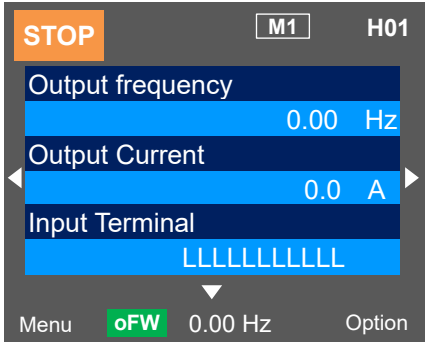 STOP M1 H01
Output frequency
0.00 Hz
Output Current
0.0 A
Input Terminal
LLLLLLLLLLL
Menu oFW 0.00 Hz Option